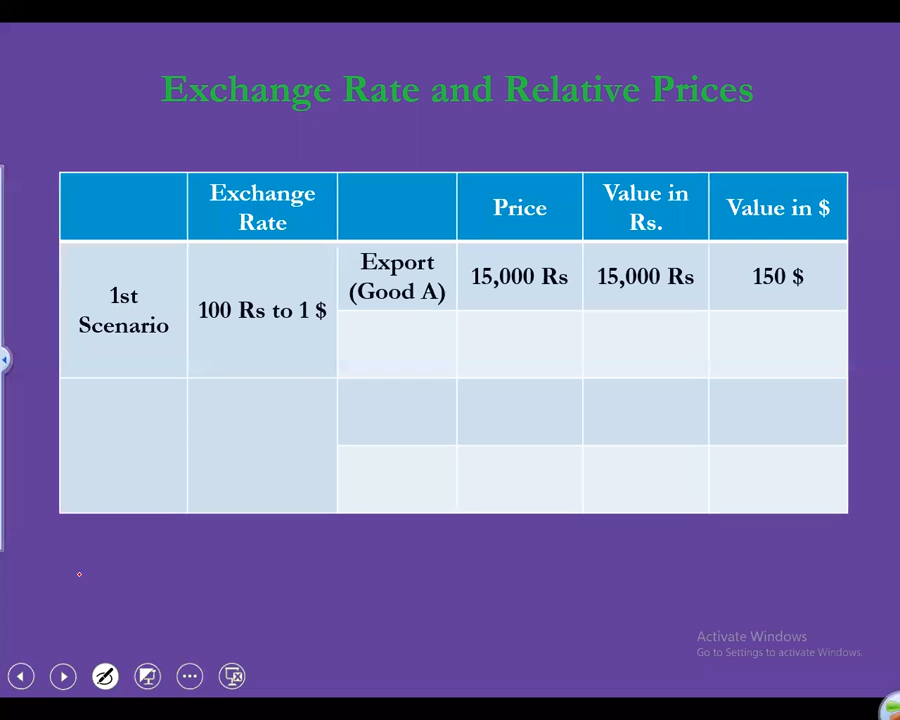 Exchange Rate and Relative Prices
Exchange
Rate
Price
Value in
Rs.
Value in $
1st
Scenario
100 Rs to 1 $
Export
(Good A)
15,000 Rs
15,000 Rs
150 $
Activate Windows
Go to Settings to activate Windows.